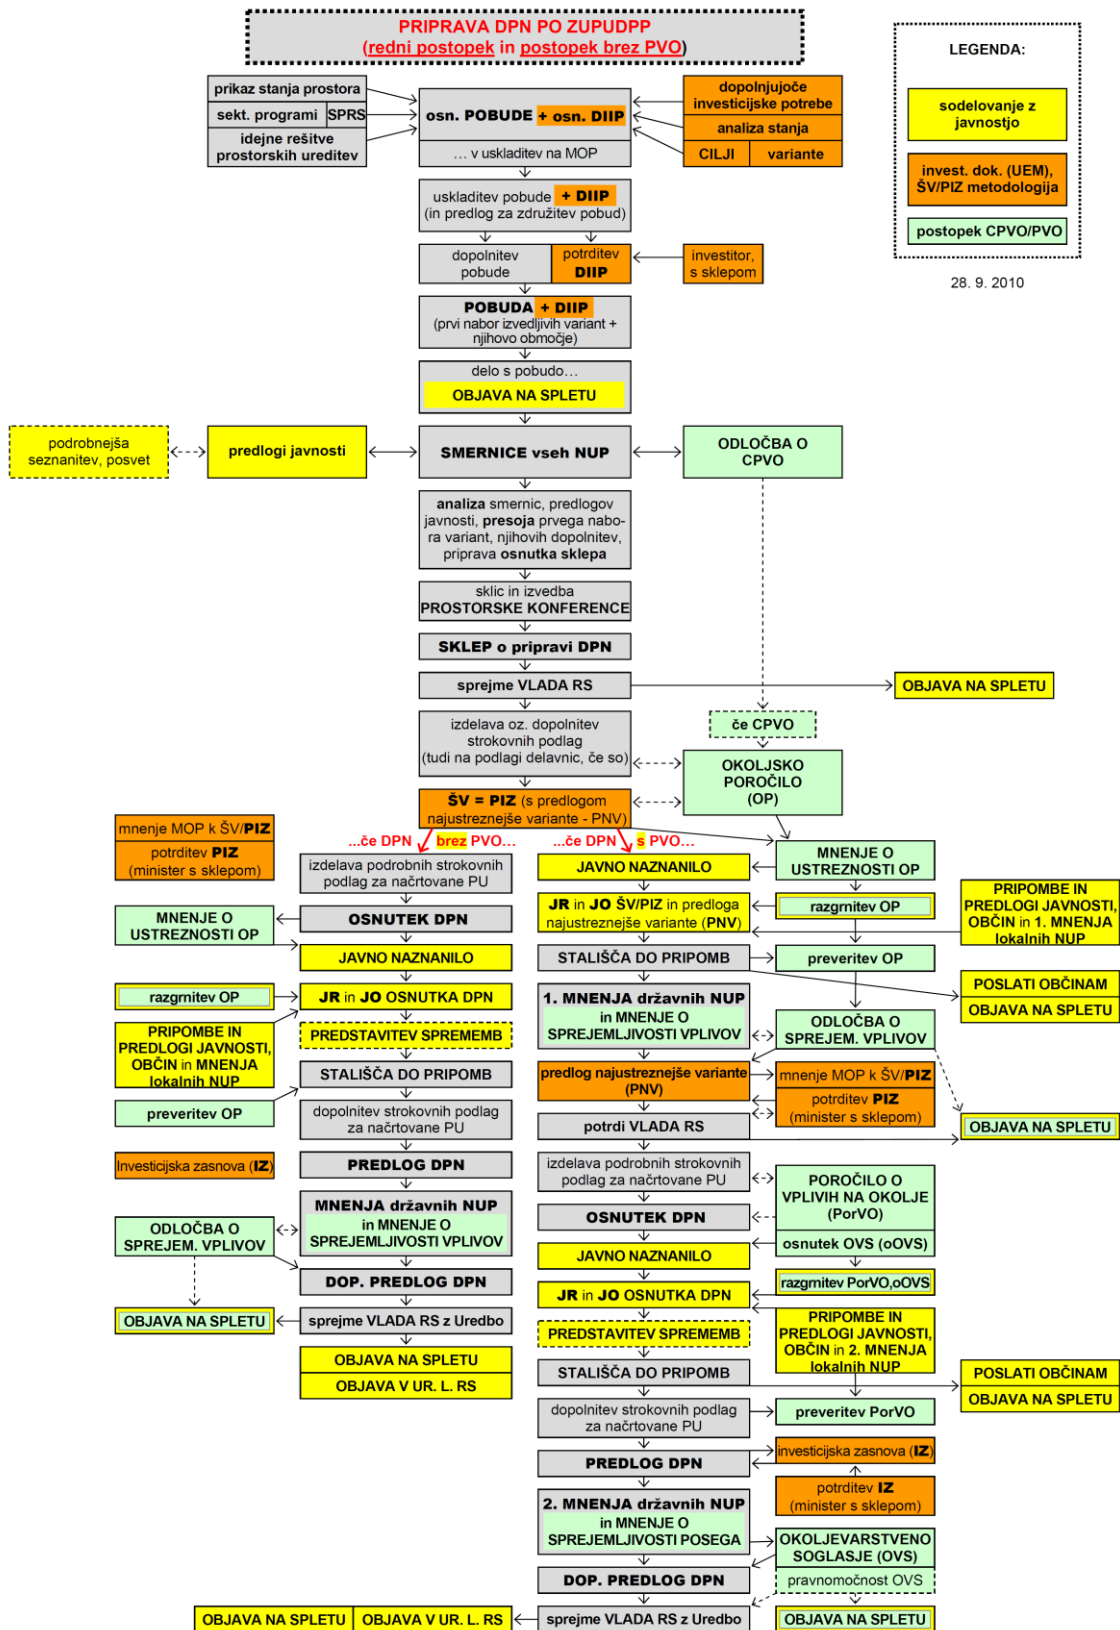 PRIPRAVA DPN PO ZUPUDPP
(redni postopek in postopek brez PVO)
LEGENDA:
sodelovanje z
javnostjo
invest. dok. (UEM),
ŠV/PIZ metodologija
postopek CPVO/PVO
28. 9. 2010
prikaz stanja prostora
sekt. programi
SPRS
idejne rešitve
prostorskih ureditev
osn. POBUDE + osn. DIIP
… v uskladitev na MOP
dopolnjujoče
investicijske potrebe
analiza stanja
CILJI
variante
uskladitev pobude + DIIP
(in predlog za združitev pobud)
dopolnitev
pobude
potrditev
DIIP
investitor,
s sklepom
POBUDA + DIIP
(prvi nabor izvedljivih variant +
njihovo območje)
delo s pobudo…
OBJAVA NA SPLETU
podrobnejša
seznanitev, posvet
predlogi javnosti
SMERNICE vseh NUP
ODLOČBA O
CPVO
analiza smernic, predlogov
javnosti, presoja prvega nabo-
ra variant, njihovih dopolnitev,
priprava osnutka sklepa
sklic in izvedba
PROSTORSKE KONFERENCE
SKLEP o pripravi DPN
sprejme VLADA RS
OBJAVA NA SPLETU
izdelava oz. dopolnitev
strokovnih podlag
(tudi na podlagi delavnic, če so)
če CPVO
OKOLJSKO
POROČILO
(OP)
ŠV = PIZ (s predlogom
najustreznejše variante - PNV)
...če DPN brez PVO…
...če DPN s PVO…
mnenje MOP k ŠV/PIZ
potrditev PIZ
(minister s sklepom)
izdelava podrobnih strokovnih
podlag za načrtovane PU
MNENJE O
USTREZNOSTI OP
OSNUTEK DPN
JAVNO NAZNANILO
razgrnitev OP
JR in JO OSNUTKA DPN
PRIPOMBE IN
PREDLOGI JAVNOSTI,
OBČIN in MNENJA
lokalnih NUP
PREDSTAVITEV SPREMEMB
STALIŠČA DO PRIPOMB
preveritev OP
dopolnitev strokovnih podlag
za načrtovane PU
Investicijska zasnova (IZ)
PREDLOG DPN
MNENJA državnih NUP
in MNENJE O
SPREJEMLJIVOSTI VPLIVOV
ODLOČBA O
SPREJEM. VPLIVOV
DOP. PREDLOG DPN
OBJAVA NA SPLETU
sprejme VLADA RS z Uredbo
OBJAVA NA SPLETU
OBJAVA V UR. L. RS
JAVNO NAZNANILO
MNENJE O
USTREZNOSTI OP
JR in JO ŠV/PIZ in predloga
najustreznejše variante (PNV)
razgrnitev OP
PRIPOMBE IN
PREDLOGI JAVNOSTI,
OBČIN in 1. MNENJA
lokalnih NUP
STALIŠČA DO PRIPOMB
preveritev OP
POSLATI OBČINAM
OBJAVA NA SPLETU
1. MNENJA državnih NUP
in MNENJE O
SPREJEMLJIVOSTI VPLIVOV
ODLOČBA O
SPREJEM. VPLIVOV
predlog najustreznejše variante
(PNV)
mnenje MOP k ŠV/PIZ
potrditev PIZ
(minister s sklepom)
potrdi VLADA RS
OBJAVA NA SPLETU
izdelava podrobnih strokovnih
podlag za načrtovane PU
POROČILO O
VPLIVIH NA OKOLJE
(PorVO)
OSNUTEK DPN
osnutek OVS (oOVS)
JAVNO NAZNANILO
razgrnitev PorVO,oOVS
JR in JO OSNUTKA DPN
PRIPOMBE IN
PREDLOGI JAVNOSTI,
OBČIN in 2. MNENJA
lokalnih NUP
PREDSTAVITEV SPREMEMB
STALIŠČA DO PRIPOMB
POSLATI OBČINAM
OBJAVA NA SPLETU
dopolnitev strokovnih podlag
za načrtovane PU
preveritev PorVO
PREDLOG DPN
investicijska zasnova (IZ)
potrditev IZ
(minister s sklepom)
2. MNENJA državnih NUP
in MNENJE O
SPREJEMLJIVOSTI POSEGA
OKOLJEVARSTVENO
SOGLASJE (OVS)
pravnomočnost OVS
DOP. PREDLOG DPN
OBJAVA NA SPLETU
OBJAVA V UR. L. RS
sprejme VLADA RS z Uredbo
OBJAVA NA SPLETU